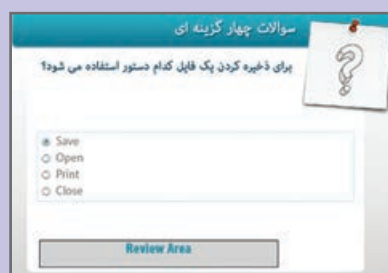 سوالات چهار گزینه ای
برای ذخیره کردن یک فایل کدام دستور استفاده می شود؟
Save
Open
Print
Close
Review Area